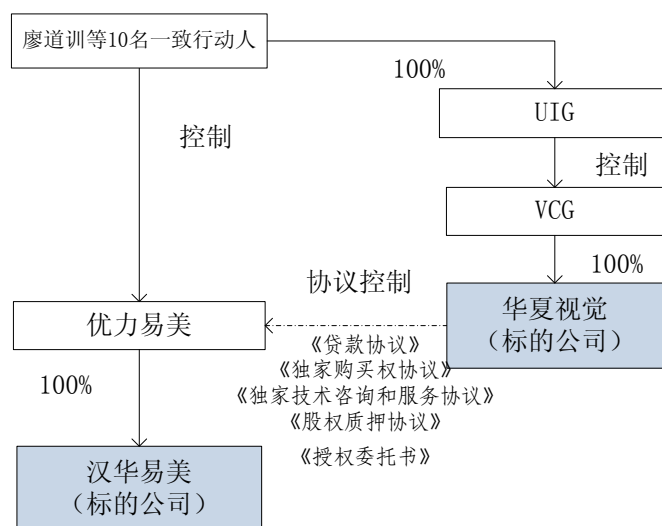 廖道训等10名一致行动人
100%
UIG
控制
控制
VCG
100%
协议控制
华夏视觉
（标的公司）
优力易美
《贷款协议》
《独家购买权协议》
《独家技术咨询和服务协议》
《股权质押协议》
《授权委托书》
100%
汉华易美
（标的公司）